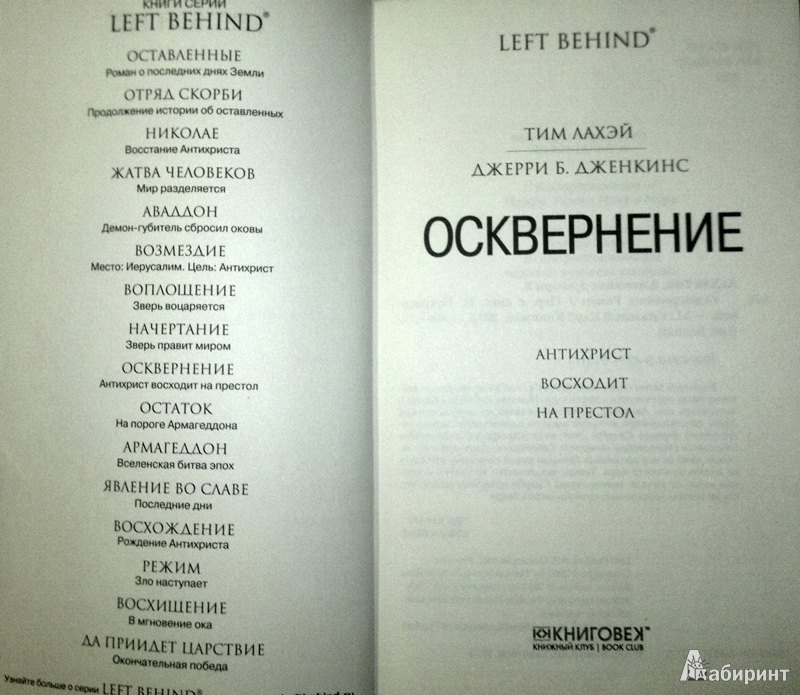 КНИГИ СЕРИИ
LEFT BEHIND®
ОСТАВЛЕННЫЕ
Роман о последних днях Земли
ОТРЯД СКОРБИ
Продолжение истории об оставленных
НИКОЛАЕ
Восстание Антихриста
ЖАТВА ЧЕЛОВЕКОВ
Мир разделяется
АВАДДОН
Демон-губитель сбросил оковы
ВОЗМЕЗДИЕ
Место: Иерусалим. Цель: Антихрист
ВОПЛОЩЕНИЕ
Зверь воцаряется
НАЧЕРТАНИЕ
Зверь правит миром
ОСКВЕРНЕНИЕ
Антихрист восходит на престол
ОСТАТОК
На пороге Армагеддона
АРМАГЕДДОН
Вселенская битва эпох
ЯВЛЕНИЕ ВО СЛАВЕ
Последние дни
ВОСХОЖДЕНИЕ
Рождение Антихриста
РЕЖИМ
Зло наступает
ВОСХИЩЕНИЕ
В мгновение ока
ДА ПРИИДЕТ ЦАРСТВИЕ
Окончательная победа
Узнайте больше о серии LEFT BEHIND®
LEFT BEHIND®
ТИМ ЛАХЭЙ
ДЖЕРРИ Б. ДЖЕНКИНС
ОСКВЕРНЕНИЕ
АНТИХРИСТ
ВОСХОДИТ
НА ПРЕСТОЛ
КНИГОВЕК™
КНИЖНЫЙ КЛУБ | BOOK CLUB
Лабиринт